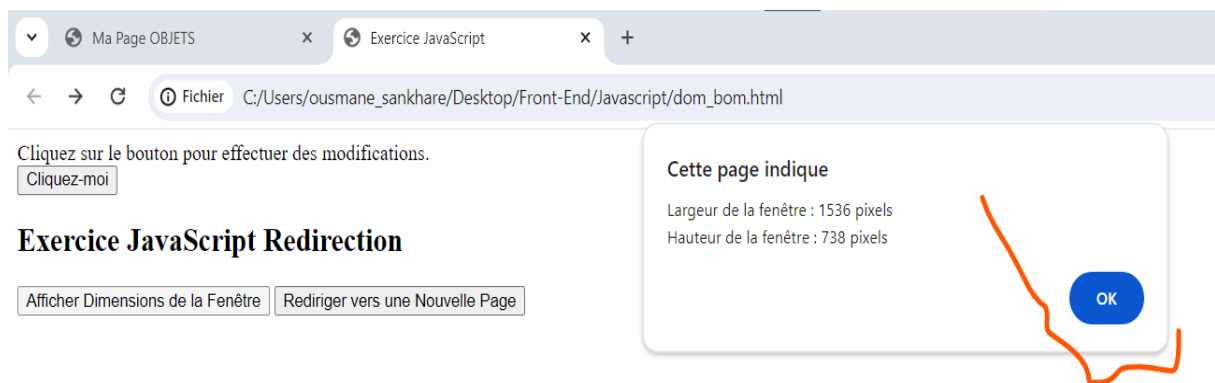 Ma Page OBJETS
Exercice JavaScript
Fichier C:/Users/ousmane_sankhare/Desktop/Front-End/Javascript/dom_bom.html
Cliquez sur le bouton pour effectuer des modifications.
Cliquez-moi
Exercice JavaScript Redirection
Afficher Dimensions de la Fenêtre Rediriger vers une Nouvelle Page
Cette page indique
Largeur de la fenêtre : 1536 pixels
Hauteur de la fenêtre : 738 pixels
OK